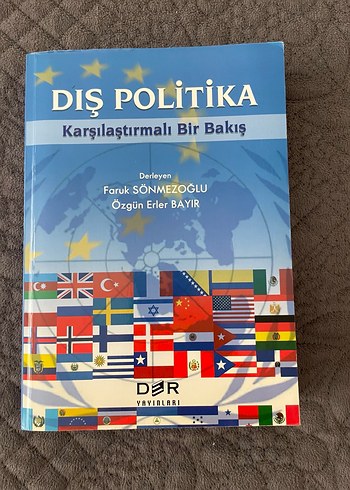 DIŞ POLİTİKA
Karşılaştırmalı Bir Bakış
Derleyen
Faruk SÖNMEZOĞLU
Özgün Erler BAYIR
DER
YAYINLARI